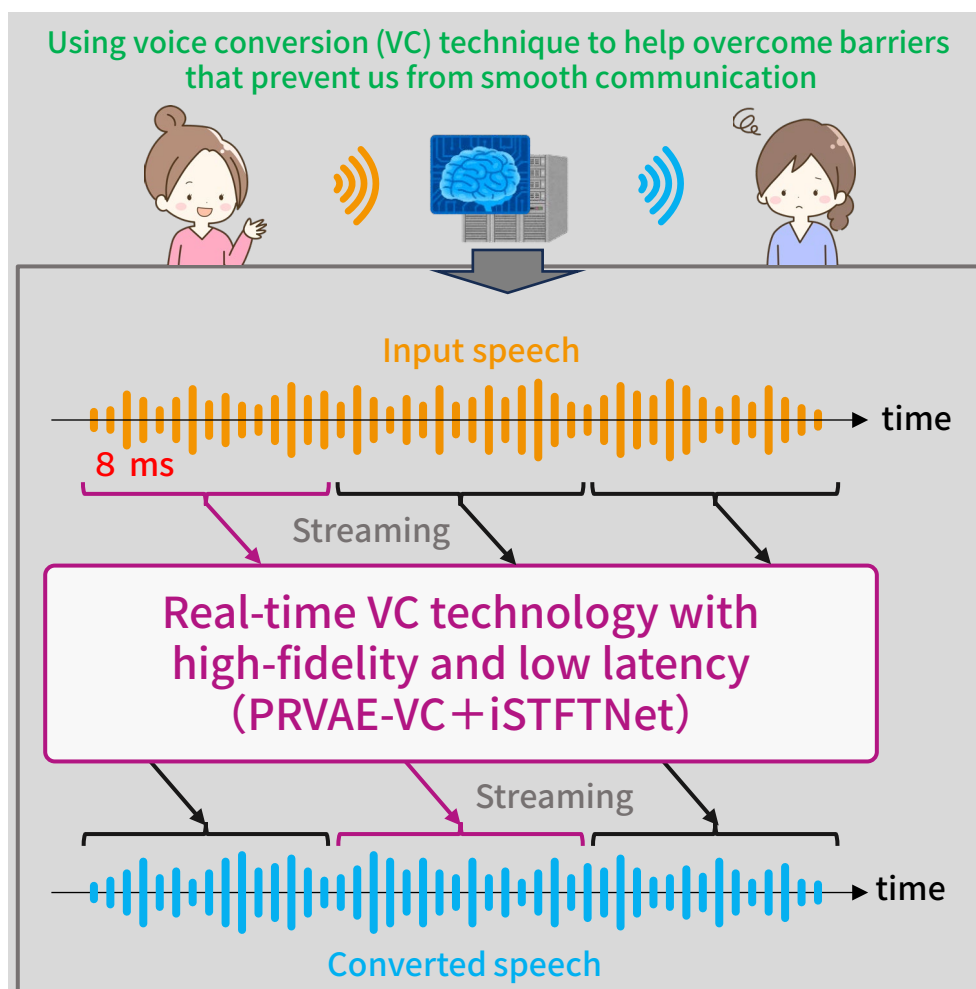 Using voice conversion (VC) technique to help overcome barriers
that prevent us from smooth communication
Input speech
time
8 ms
Streaming
Real-time VC technology with
high-fidelity and low latency
（PRVAE-VC＋iSTFTNet）
Streaming
time
Converted speech